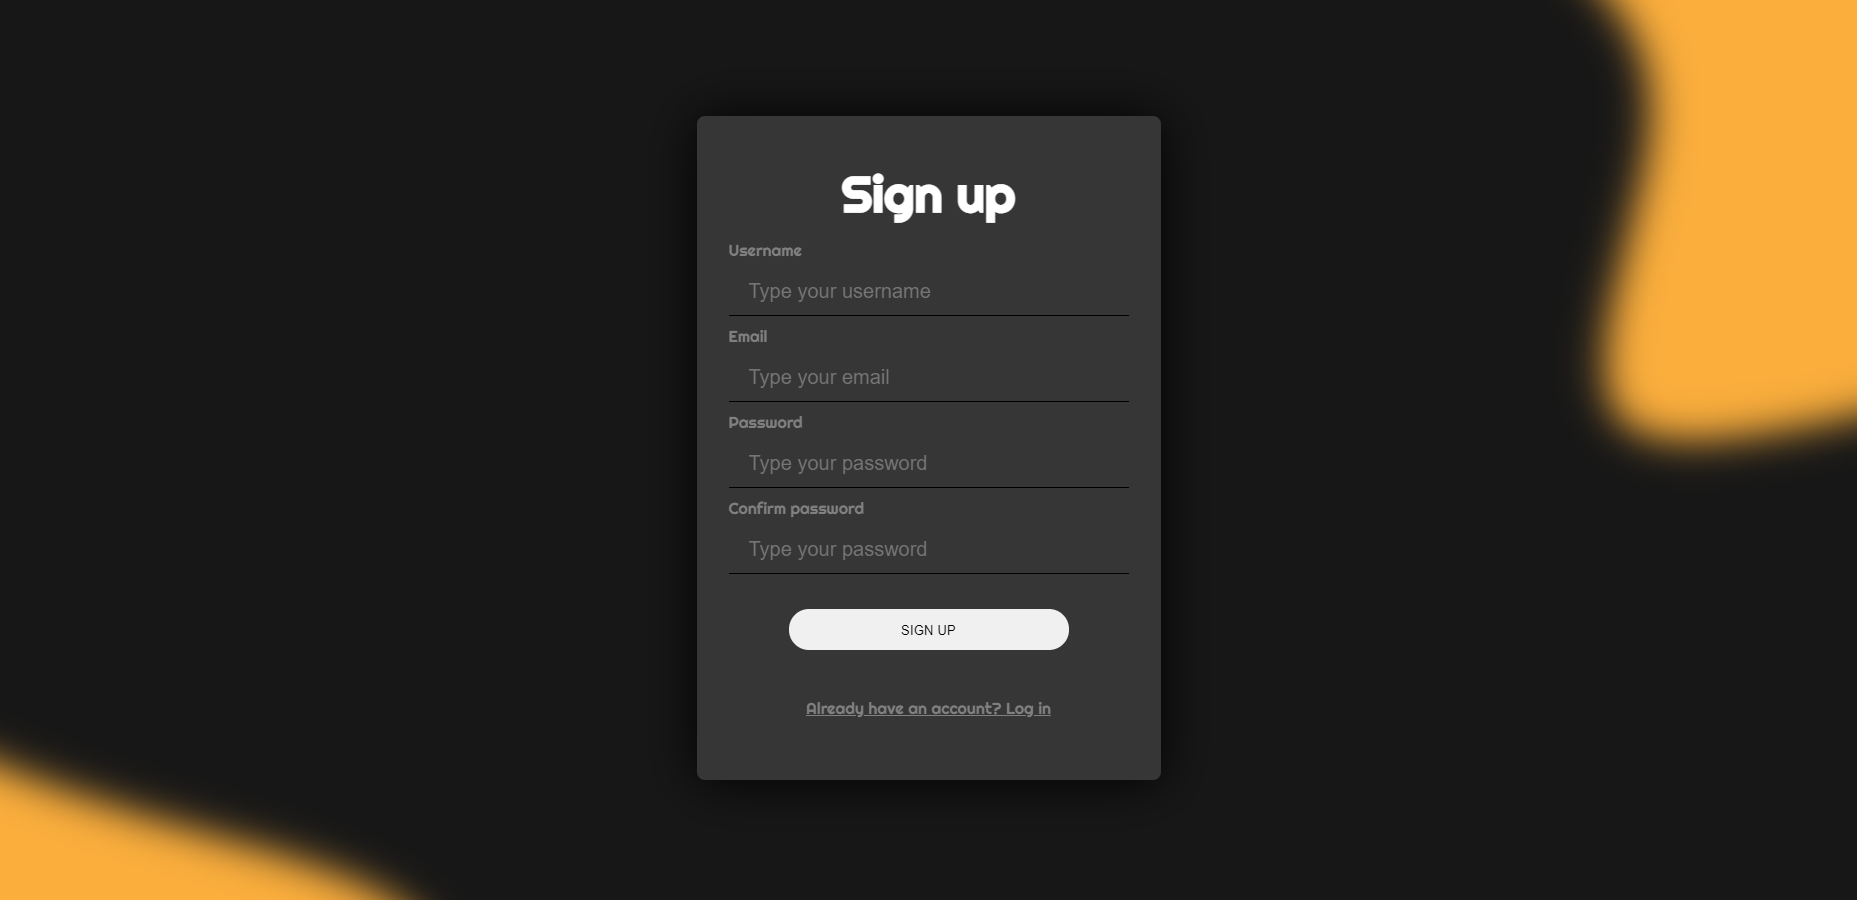 Sign up
Username
Type your username
Email
Type your email
Password
Type your password
Confirm password
Type your password
SIGN UP
Already have an account? Log in